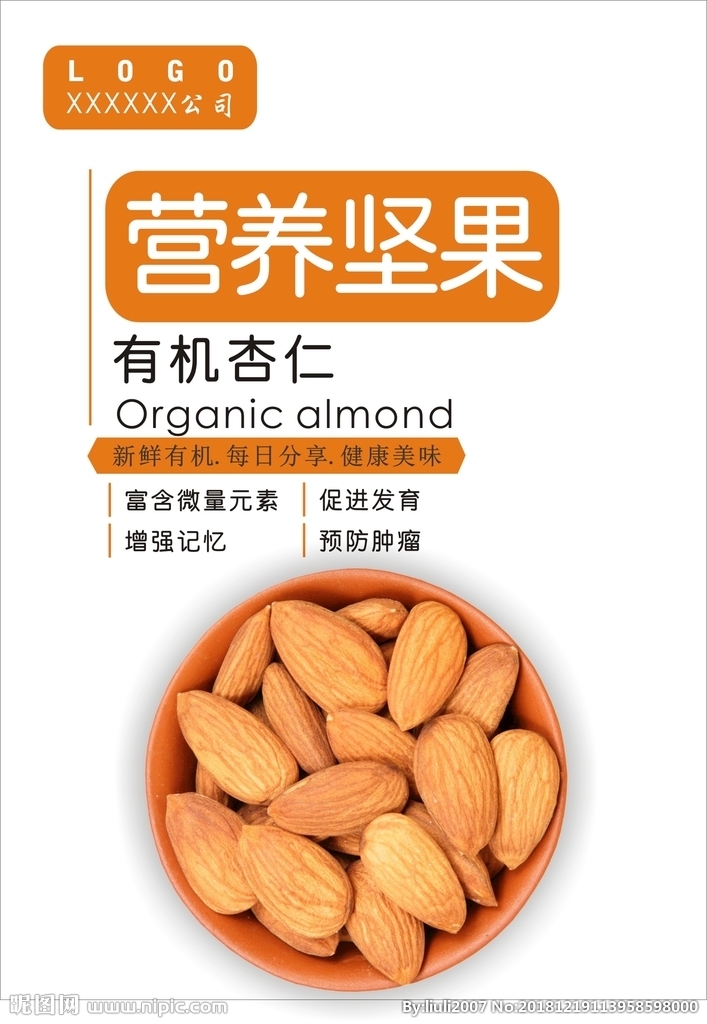 LOGO
XXXXXX公司
营养坚果
有机杏仁
Organic almond
新鲜有机.每日分享.健康美味
富含微量元素 促进发育
增强记忆 预防肿瘤
昵图网 www.nipic.com
By:liuli2007 No:20181219113958598000